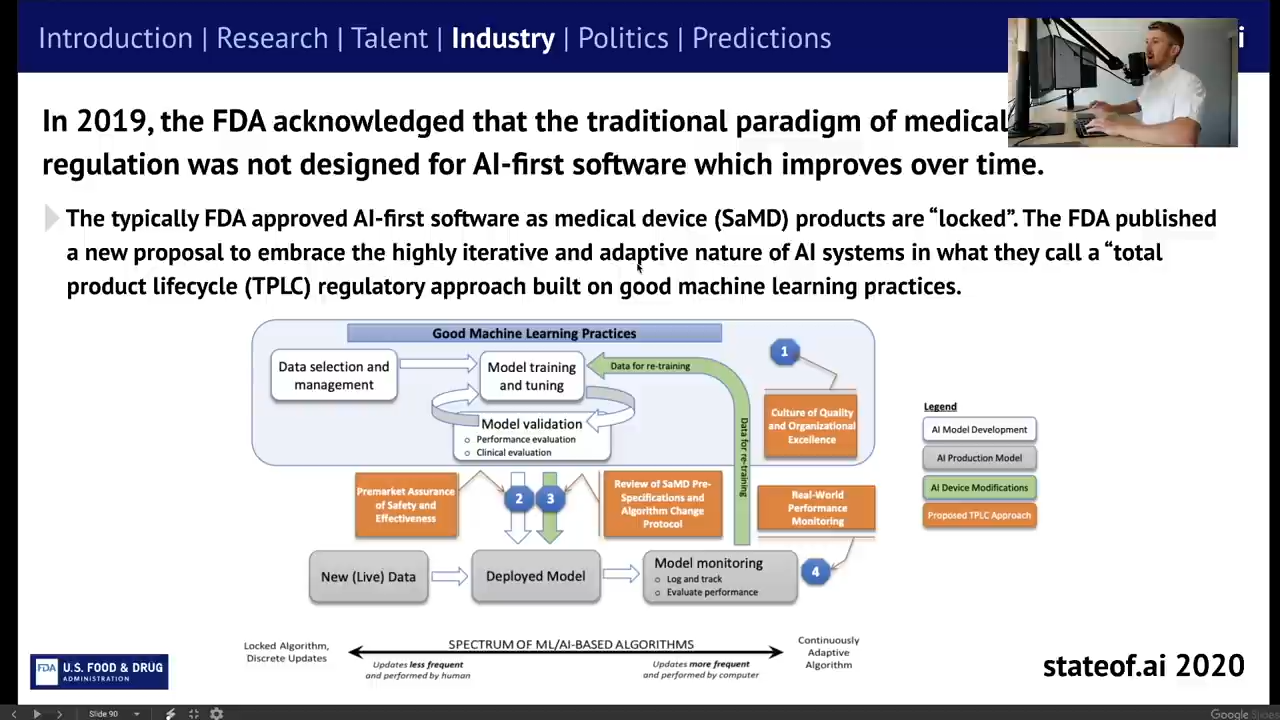 Introduction | Research | Talent | Industry | Politics | Predictions
i
In 2019, the FDA acknowledged that the traditional paradigm of medical
regulation was not designed for AI-first software which improves over time.
The typically FDA approved AI-first software as medical device (SaMD) products are “locked”. The FDA published
a new proposal to embrace the highly iterative and adaptive nature of AI systems in what they call a “total
product lifecycle (TPLC) regulatory approach built on good machine learning practices.
Good Machine Learning Practices
Data selection and
management
Model training
and tuning
Data for re-training
Data for re-training
Model validation
Performance evaluation
Clinical evaluation
1
Culture of Quality
and Organizational
Excellence
Legend
AI Model Development
AI Production Model
AI Device Modifications
Proposed TPLC Approach
Premarket Assurance
of Safety and
Effectiveness
2
3
Review of SaMD Pre-
Specifications and
Algorithm Change
Protocol
Real-World
Performance
Monitoring
New (Live) Data
Deployed Model
Model monitoring
Log and track
Evaluate performance
4
Locked Algorithm,
Discrete Updates
SPECTRUM OF ML/AI-BASED ALGORITHMS
Updates less frequent
and performed by human
Updates more frequent
and performed by computer
Continuously
Adaptive
Algorithm
FDA U.S. FOOD & DRUG
ADMINISTRATION
stateof.ai 2020
Slide 90
Google Slides